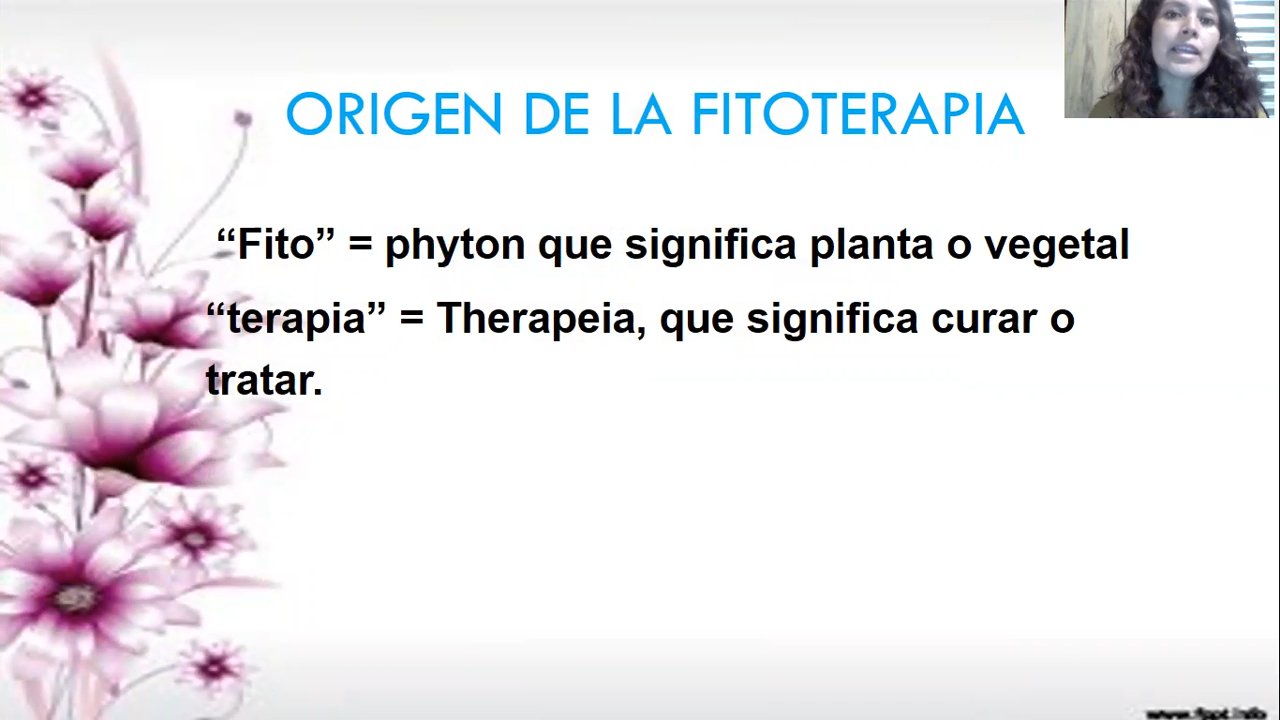 ORIGEN DE LA FITOTERAPIA
“Fito” = phyton que significa planta o vegetal
“terapia” = Therapeia, que significa curar o
tratar.